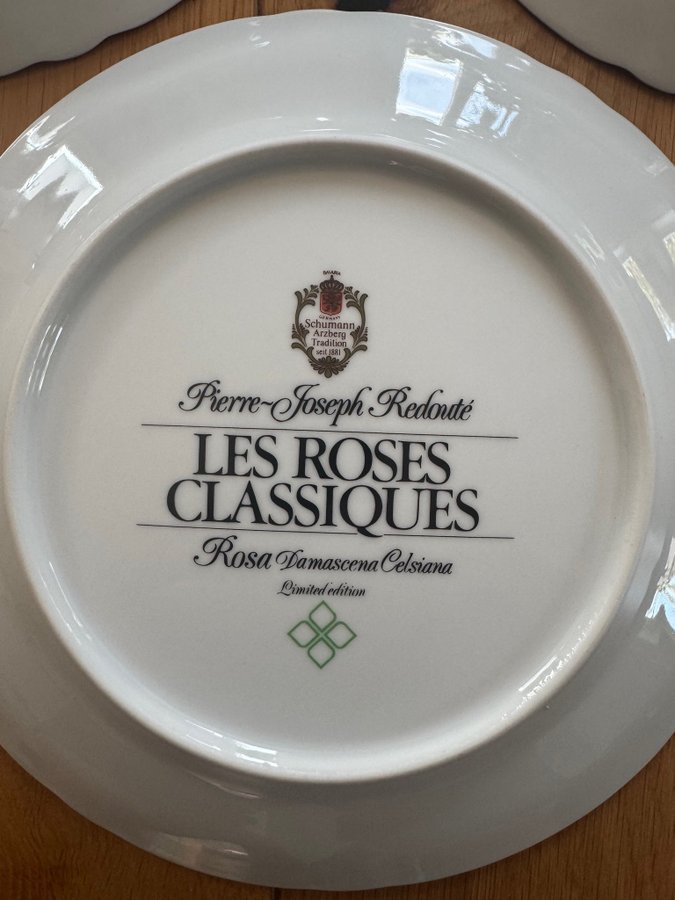 BAVARIA
GERMANY
Schumann
Arzberg
Tradition
seit 1881
Pierre-Joseph Redouté
LES ROSES
CLASSIQUES
Rosa Damascena Celsiana
Limited edition